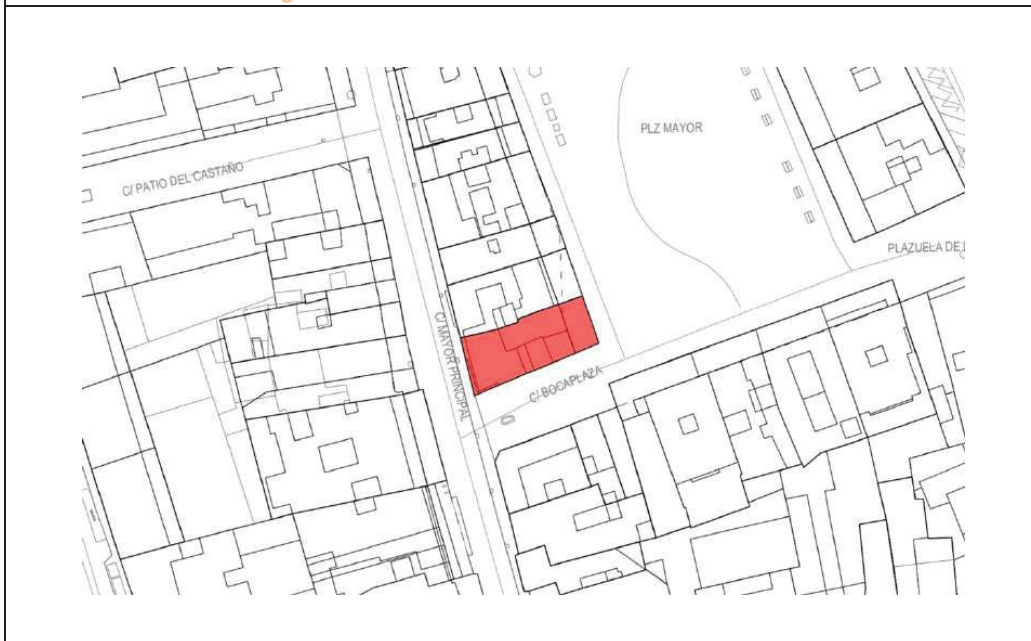 PLZ MAYOR
C/ PATIO DEL CASTAÑO
PLAZUELA DE
C/ MAYOR PRINCIPAL
C/ BOCAPLAZA